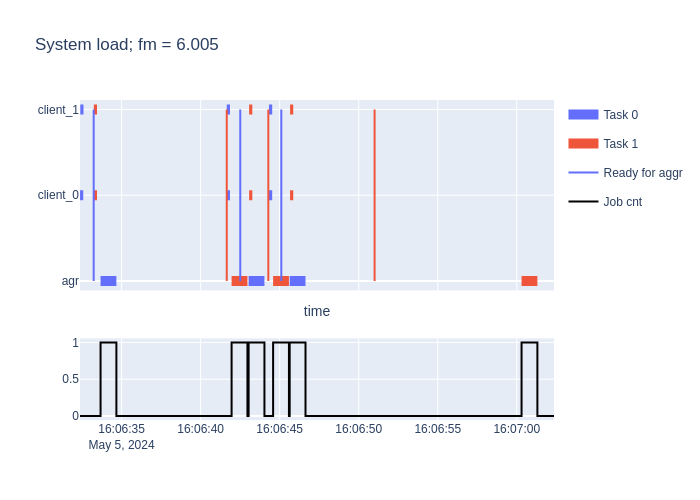 System load; fm = 6.005
client_1
client_0
agr
Task 0
Task 1
Ready for aggr
Job cnt
time
1
0.5
0
16:06:35
16:06:40
16:06:45
16:06:50
16:06:55
16:07:00
May 5, 2024